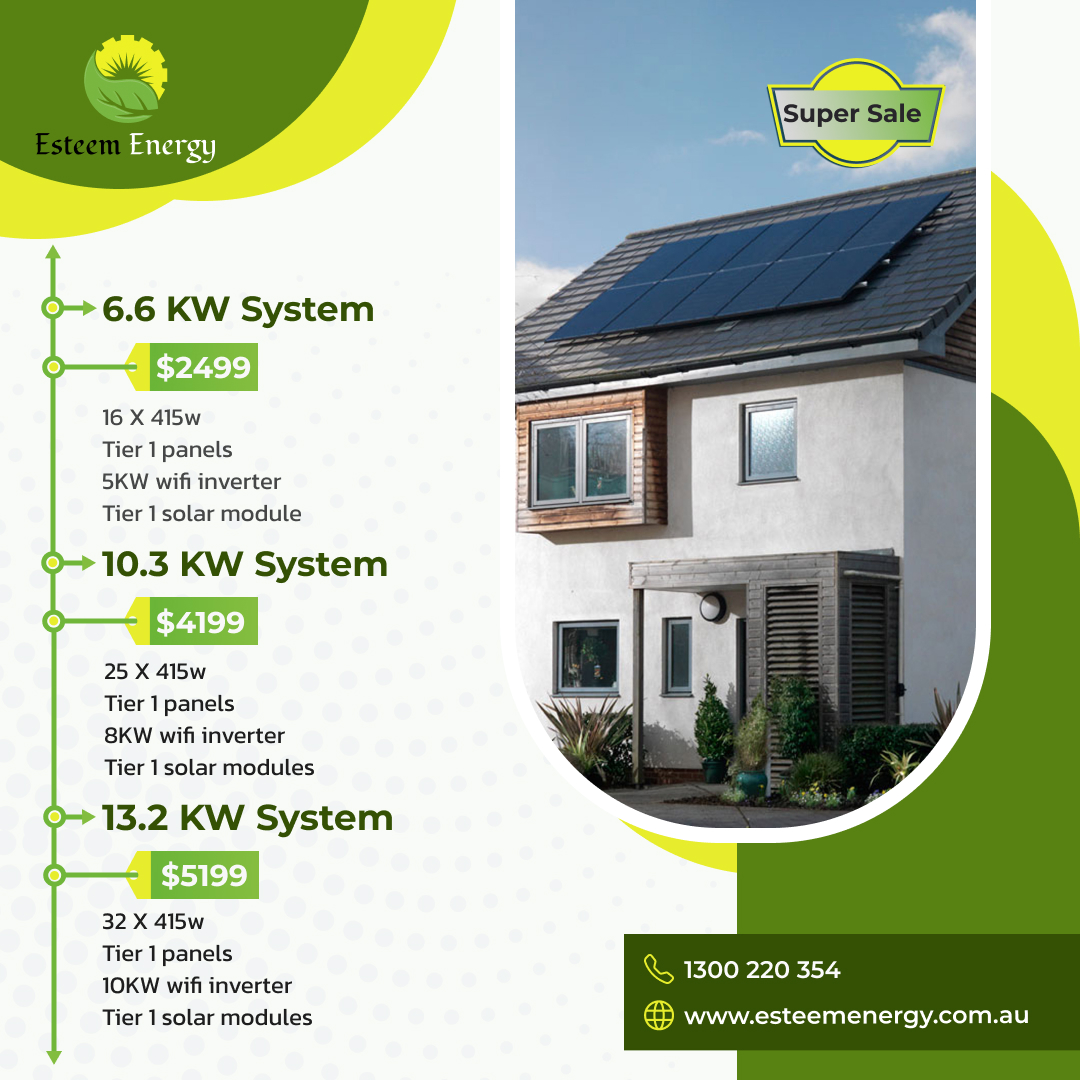 Esteem Energy
Super Sale
6.6 KW System
$2499
16 X 415w
Tier 1 panels
5KW wifi inverter
Tier 1 solar module
10.3 KW System
$4199
25 X 415w
Tier 1 panels
8KW wifi inverter
Tier 1 solar modules
13.2 KW System
$5199
32 X 415w
Tier 1 panels
10KW wifi inverter
Tier 1 solar modules
1300 220 354
www.esteemenergy.com.au